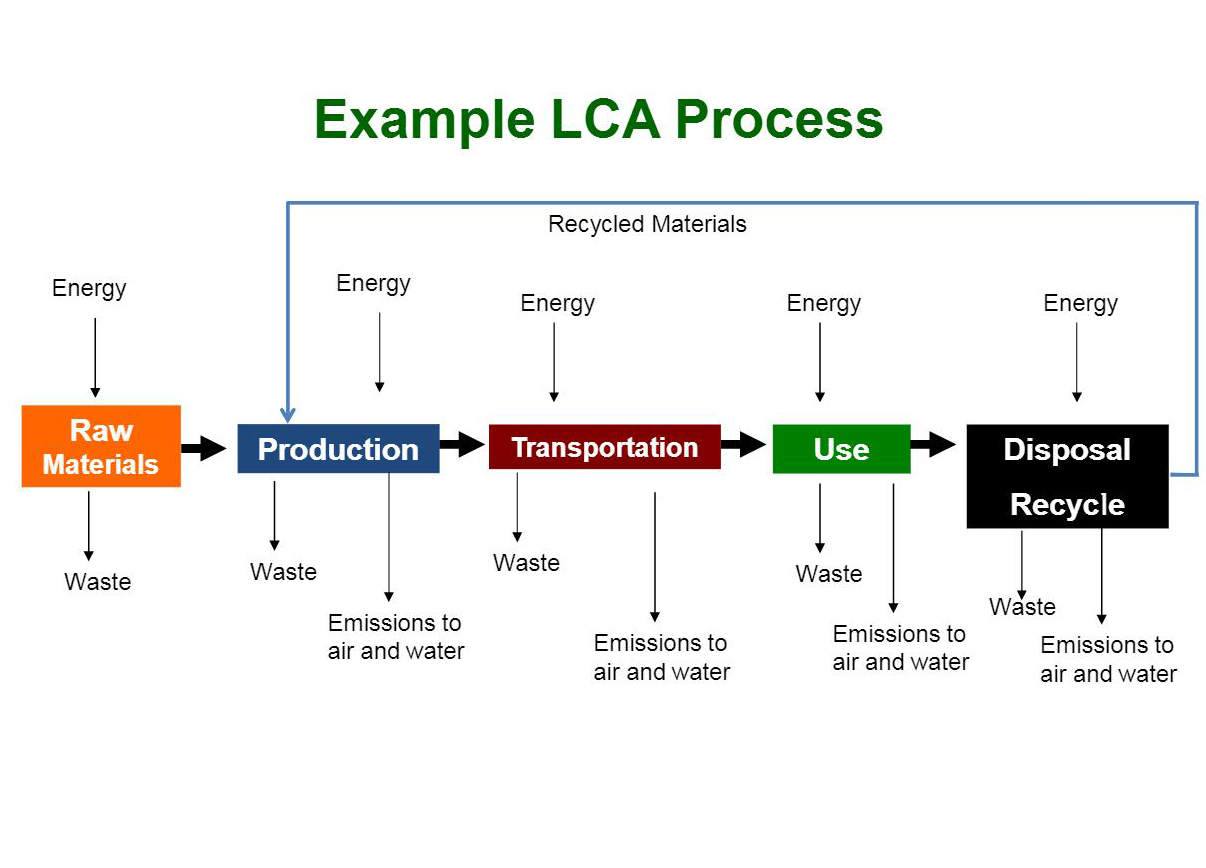 Example LCA Process
Recycled Materials
Energy
Energy
Energy
Energy
Energy
Raw
Materials
Production
Transportation
Use
Disposal
Recycle
Waste
Waste
Emissions to
air and water
Waste
Emissions to
air and water
Waste
Emissions to
air and water
Waste
Emissions to
air and water